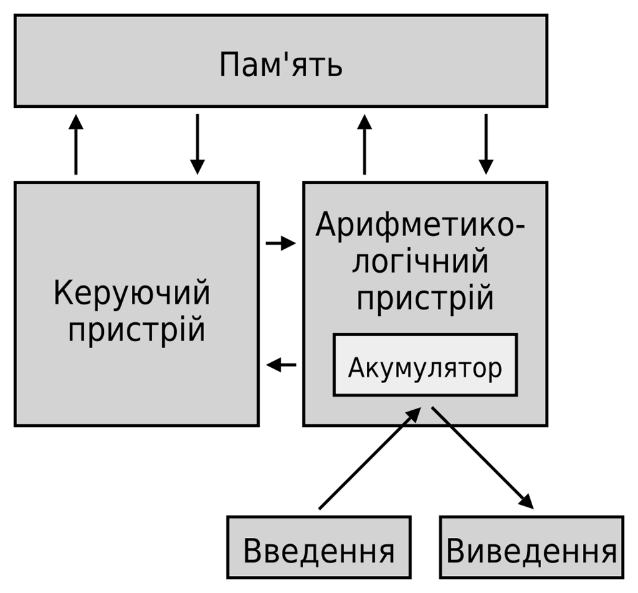 Пам'ять
Керуючий
пристрій
Арифметико-
логічний
пристрій
Акумулятор
Введення
Виведення